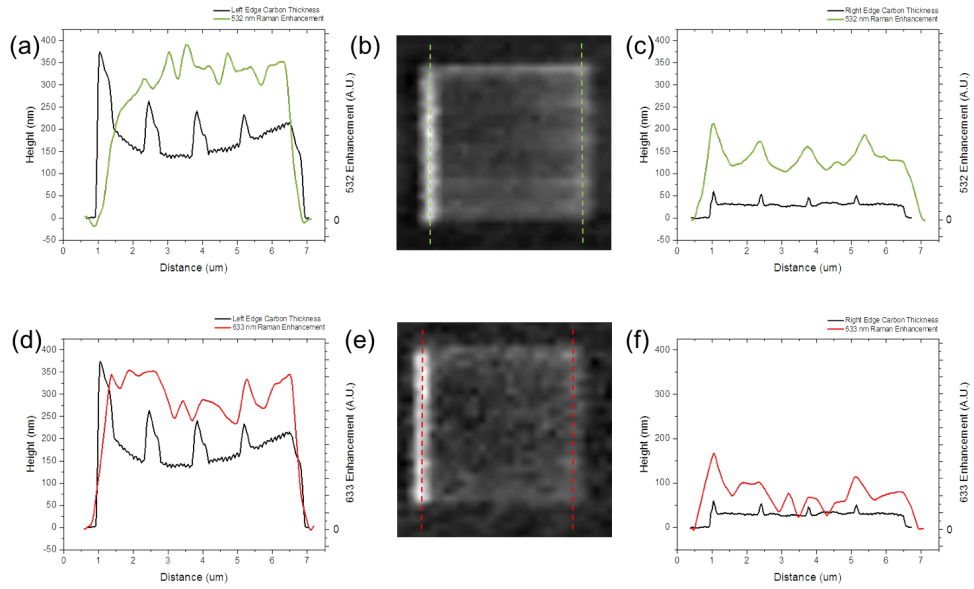 Left Edge Carbon Thickness
532 nm Raman Enhancement
Right Edge Carbon Thickness
532 nm Raman Enhancement
(a)
(b)
(c)
400
350
300
250
200
150
100
50
0
-50
Height (nm)
532 Enhancement (A.U.)
0
0 1 2 3 4 5 6 7
Distance (um)
400
350
300
250
200
150
100
50
0
-50
Height (nm)
532 Enhancement (A.U.)
0
0 1 2 3 4 5 6 7
Distance (um)
Left Edge Carbon Thickness
633 nm Raman Enhancement
Right Edge Carbon Thickness
633 nm Raman Enhancement
(d)
(e)
(f)
400
350
300
250
200
150
100
50
0
-50
Height (nm)
633 Enhancement (A.U.)
0
0 1 2 3 4 5 6 7
Distance (um)
400
350
300
250
200
150
100
50
0
-50
Height (nm)
633 Enhancement (A.U.)
0
0 1 2 3 4 5 6 7
Distance (um)